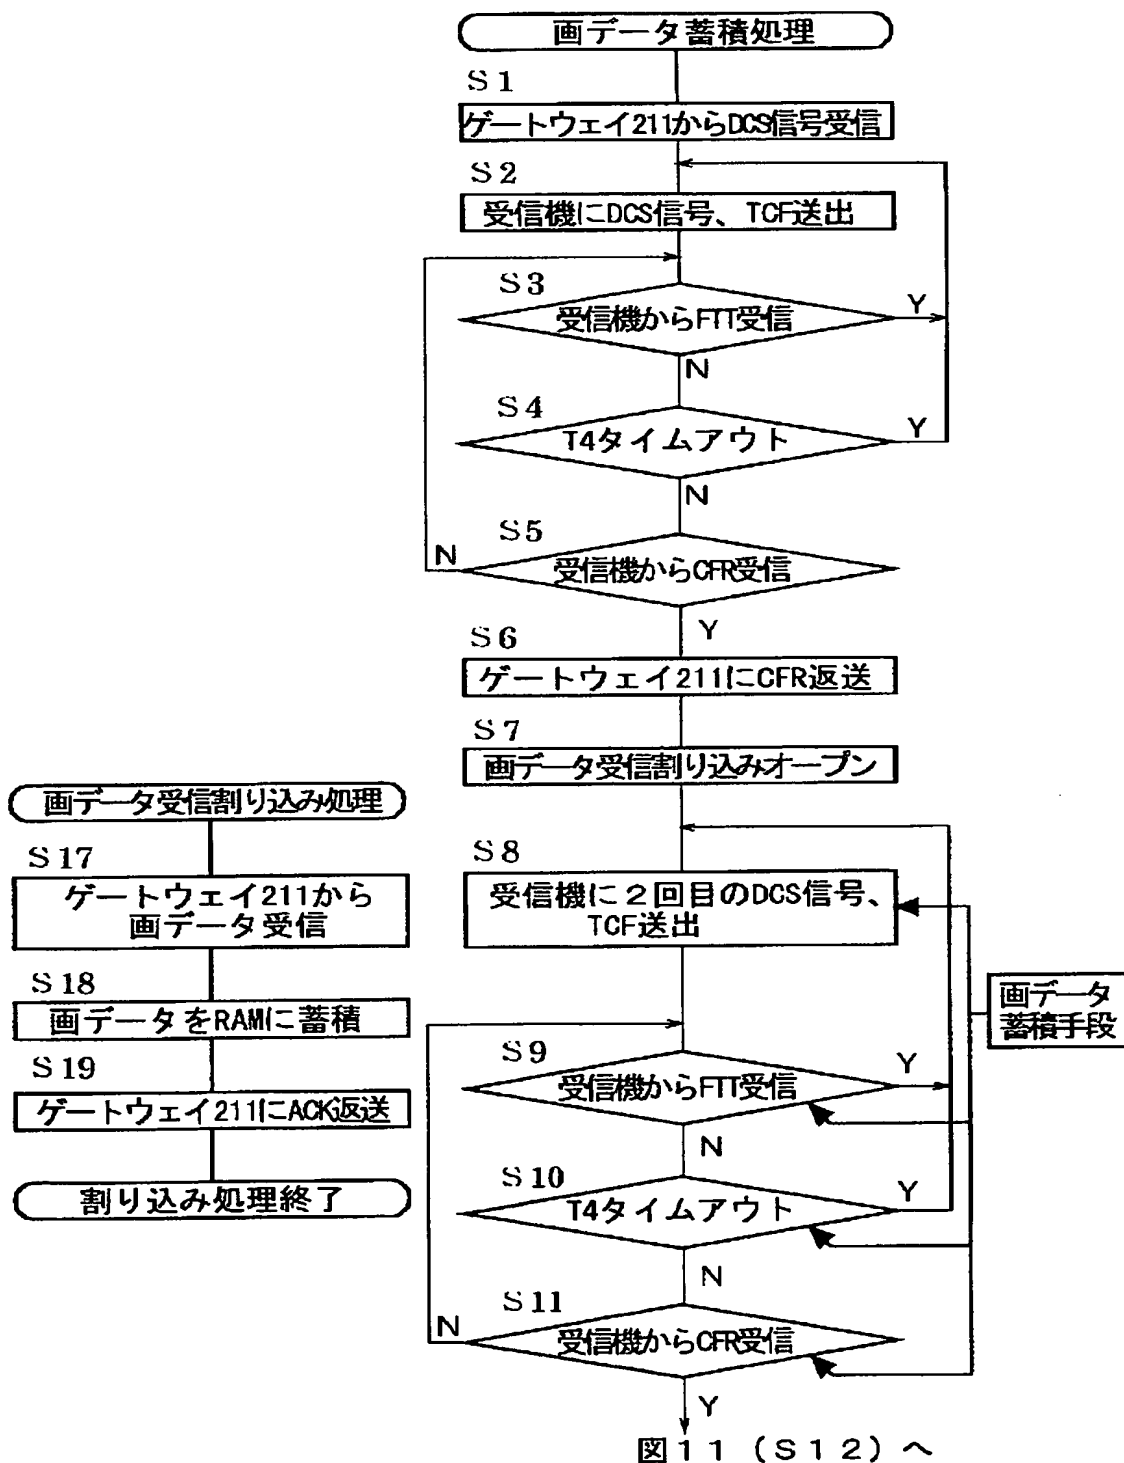 画データ蓄積処理
S1
ゲートウェイ211からDCS信号受信
S2
受信機にDCS信号、TCF送出
S3
受信機からFTT受信
Y
N
S4
T4タイムアウト
Y
N
S5
受信機からCFR受信
N
Y
S6
ゲートウェイ211にCFR返送
S7
画データ受信割り込みオープン
S8
受信機に2回目のDCS信号、
TCF送出
S9
受信機からFTT受信
Y
N
S10
T4タイムアウト
Y
N
S11
受信機からCFR受信
N
Y
図11(S12)へ
画データ
蓄積手段
画データ受信割り込み処理
S17
ゲートウェイ211から
画データ受信
S18
画データをRAMに蓄積
S19
ゲートウェイ211にACK返送
割り込み処理終了